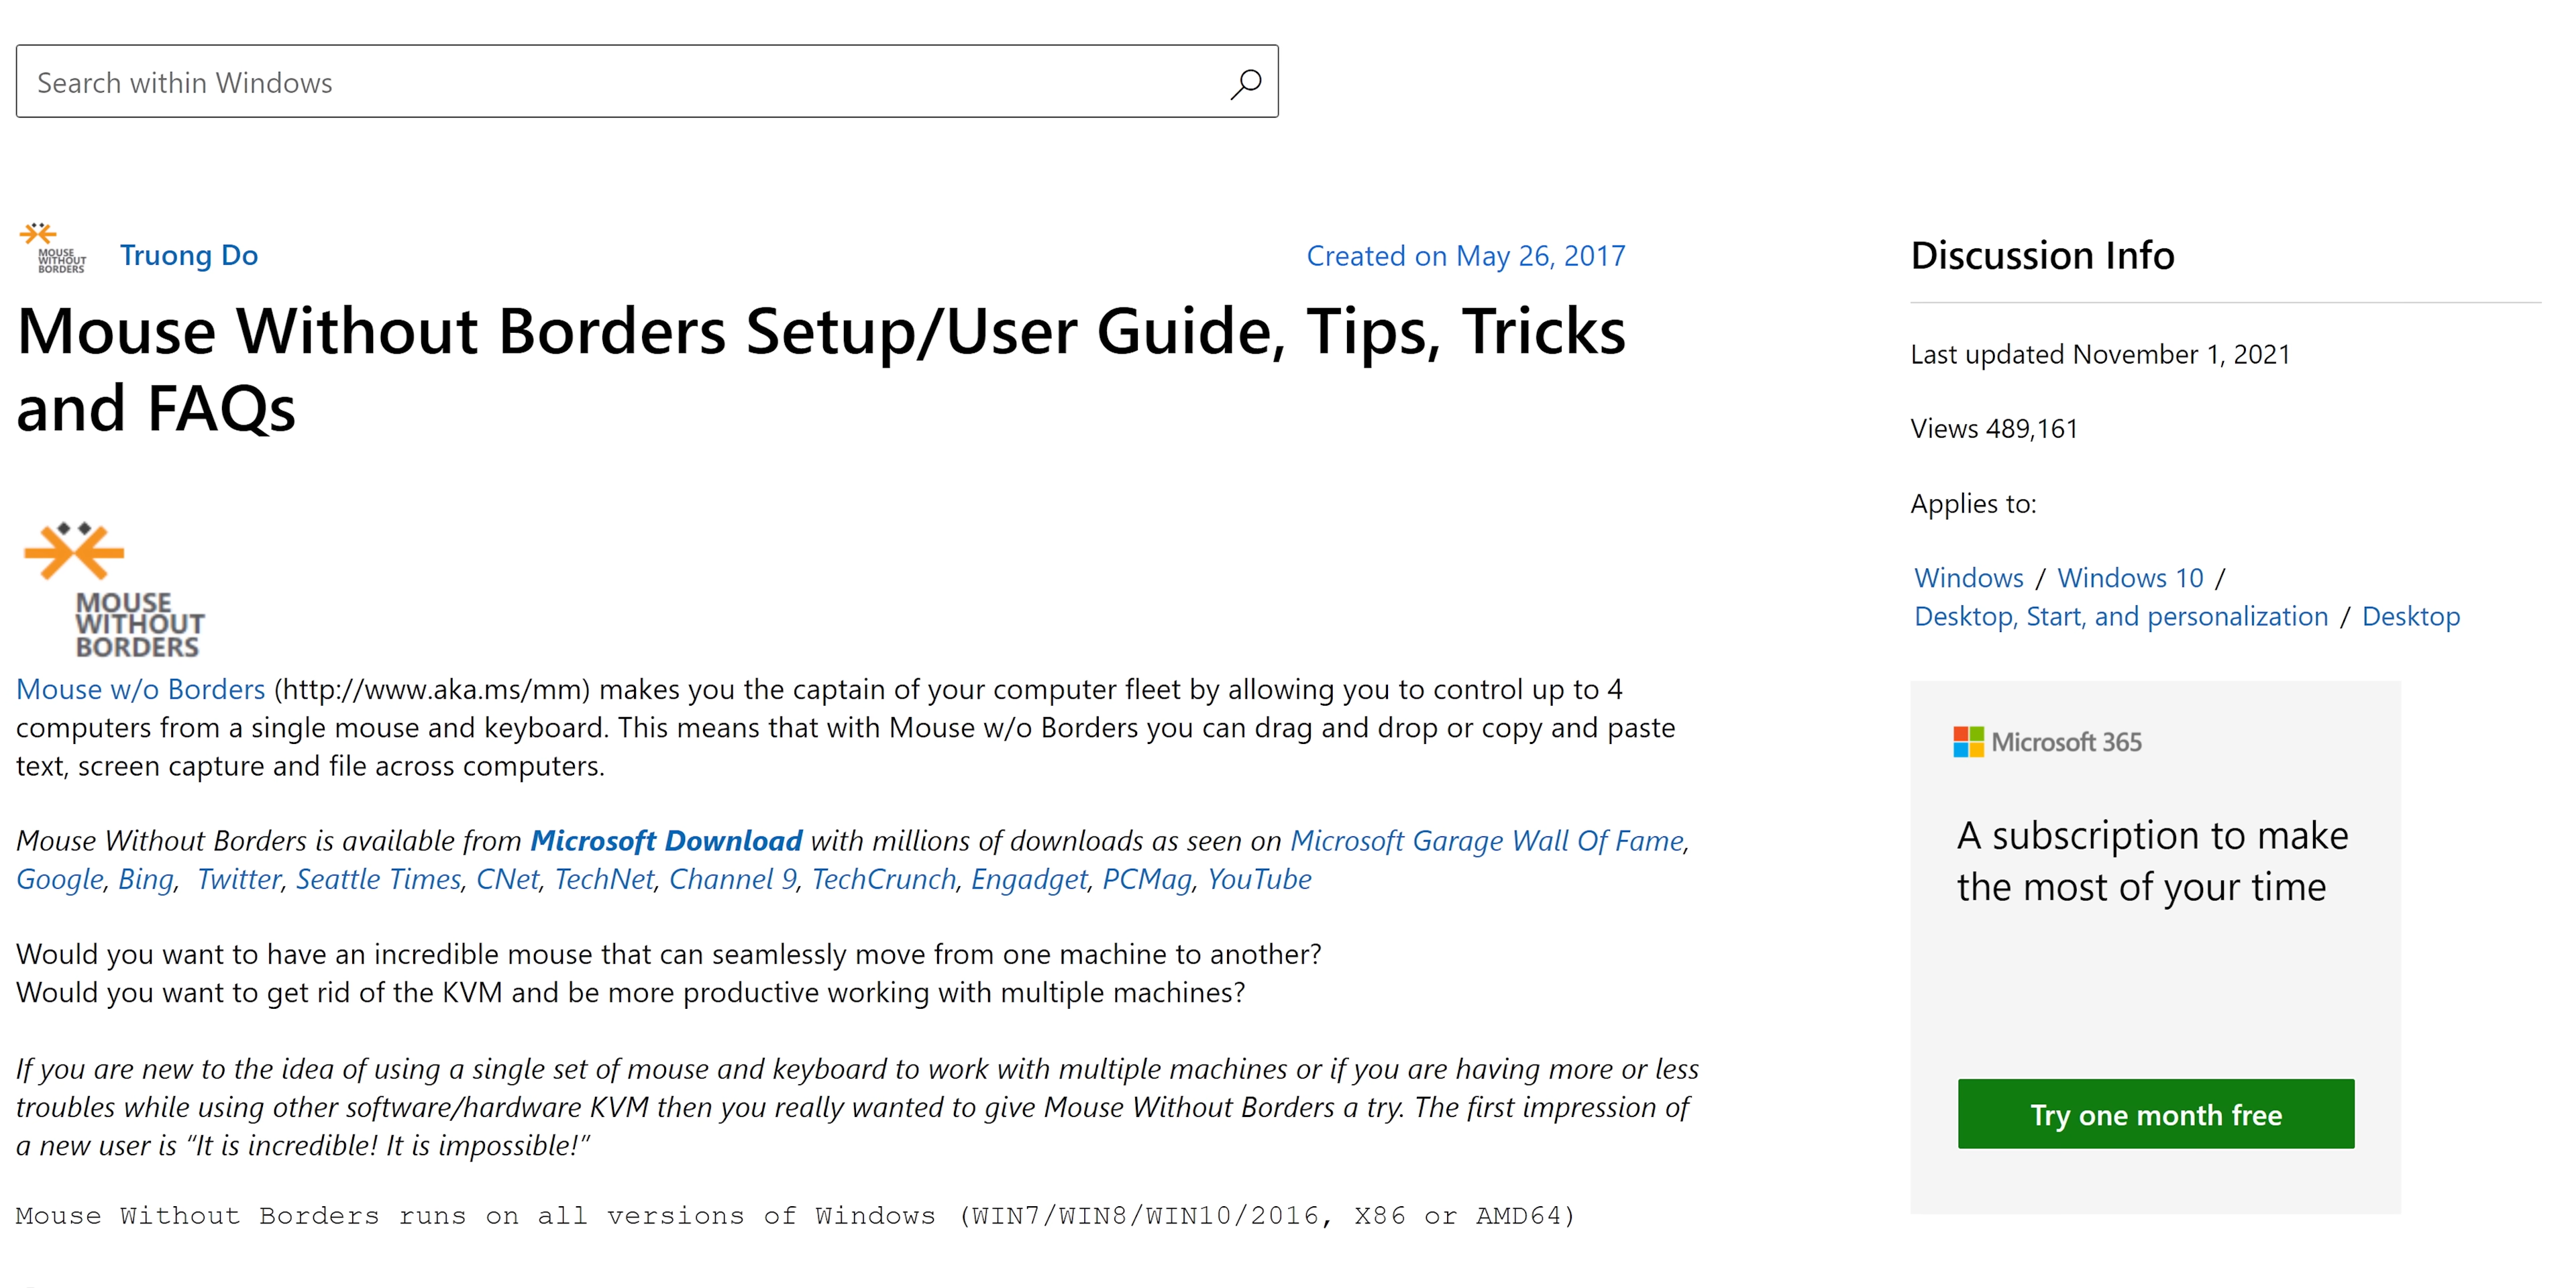 Search within Windows
MOUSE
WITHOUT
BORDERS
Truong Do
Created on May 26, 2017
Mouse Without Borders Setup/User Guide, Tips, Tricks
and FAQs
MOUSE
WITHOUT
BORDERS
Mouse w/o Borders (http://www.aka.ms/mm) makes you the captain of your computer fleet by allowing you to control up to 4
computers from a single mouse and keyboard. This means that with Mouse w/o Borders you can drag and drop or copy and paste
text, screen capture and file across computers.
Mouse Without Borders is available from Microsoft Download with millions of downloads as seen on Microsoft Garage Wall Of Fame,
Google, Bing,  Twitter, Seattle Times, CNet, TechNet, Channel 9, TechCrunch, Engadget, PCMag, YouTube
Would you want to have an incredible mouse that can seamlessly move from one machine to another?
Would you want to get rid of the KVM and be more productive working with multiple machines?
If you are new to the idea of using a single set of mouse and keyboard to work with multiple machines or if you are having more or less
troubles while using other software/hardware KVM then you really wanted to give Mouse Without Borders a try. The first impression of
a new user is “It is incredible! It is impossible!”
Mouse Without Borders runs on all versions of Windows (WIN7/WIN8/WIN10/2016, X86 or AMD64)
Discussion Info
Last updated November 1, 2021
Views 489,161
Applies to:
Windows / Windows 10 /
Desktop, Start, and personalization / Desktop
Microsoft 365
A subscription to make
the most of your time
Try one month free